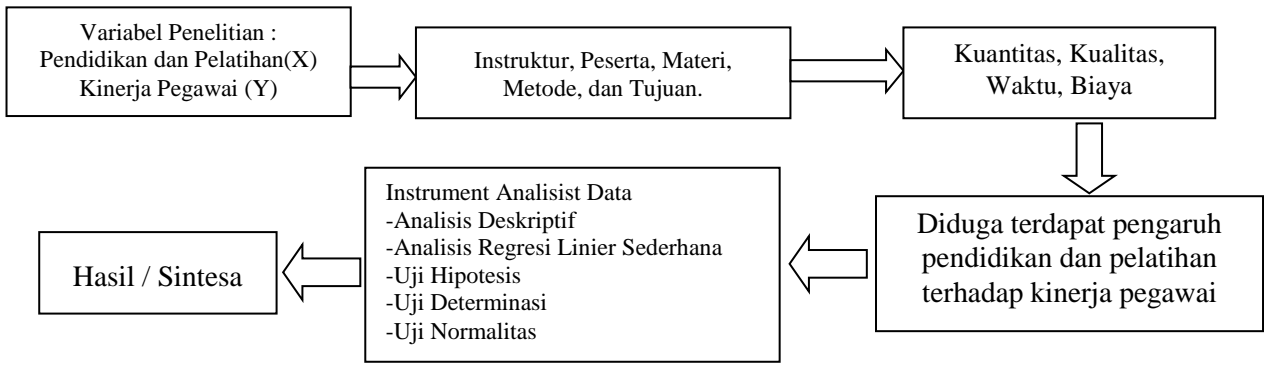 Variabel Penelitian :
Pendidikan dan Pelatihan(X)
Kinerja Pegawai (Y)
Instruktur, Peserta, Materi,
Metode, dan Tujuan.
Kuantitas, Kualitas,
Waktu, Biaya
Diduga terdapat pengaruh
pendidikan dan pelatihan
terhadap kinerja pegawai
Instrument Analisist Data
-Analisis Deskriptif
-Analisis Regresi Linier Sederhana
-Uji Hipotesis
-Uji Determinasi
-Uji Normalitas
Hasil / Sintesa